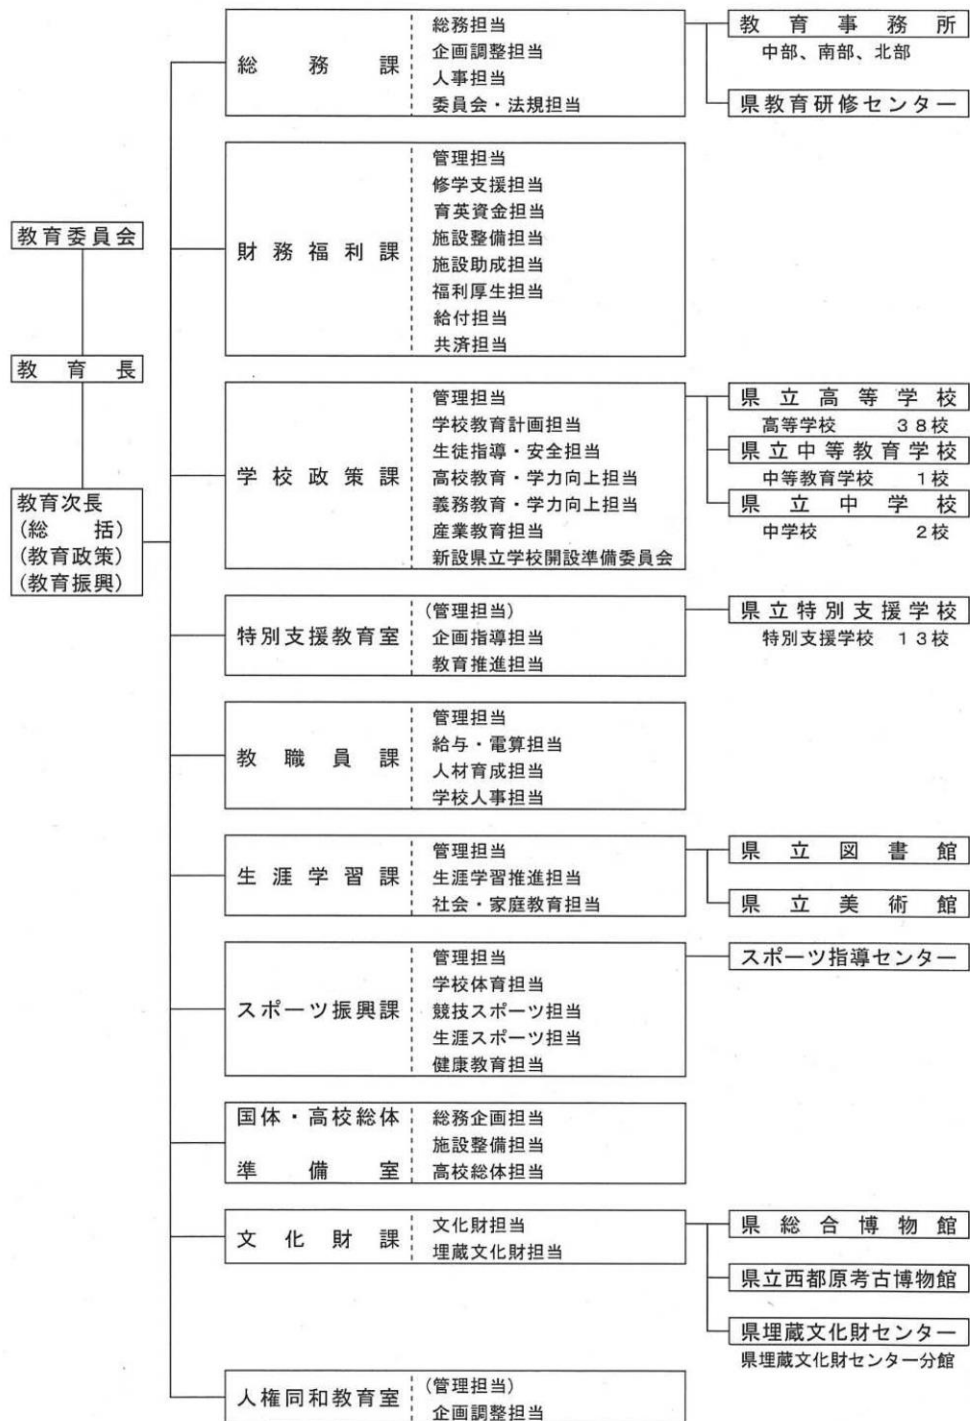 教育委員会
教育長
教育次長
(総括)
(教育政策)
(教育振興)
総務課
総務担当
企画調整担当
人事担当
委員会・法規担当
教育事務所
中部、南部、北部
県教育研修センター
財務福利課
管理担当
修学支援担当
育英資金担当
施設整備担当
施設助成担当
福利厚生担当
給付担当
共済担当
学校政策課
管理担当
学校教育計画担当
生徒指導・安全担当
高校教育・学力向上担当
義務教育・学力向上担当
産業教育担当
新設県立学校開設準備委員会
県立高等学校
高等学校 38校
県立中等教育学校
中等教育学校 1校
県立中学校
中学校 2校
特別支援教育室
(管理担当)
企画指導担当
教育推進担当
県立特別支援学校
特別支援学校 13校
教職員課
管理担当
給与・電算担当
人材育成担当
学校人事担当
生涯学習課
管理担当
生涯学習推進担当
社会・家庭教育担当
県立図書館
県立美術館
スポーツ振興課
管理担当
学校体育担当
競技スポーツ担当
生涯スポーツ担当
健康教育担当
スポーツ指導センター
国体・高校総体
準備室
総務企画担当
施設整備担当
高校総体担当
文化財課
文化財担当
埋蔵文化財担当
県総合博物館
県立西都原考古博物館
県埋蔵文化財センター
県埋蔵文化財センター分館
人権同和教育室
(管理担当)
企画調整担当